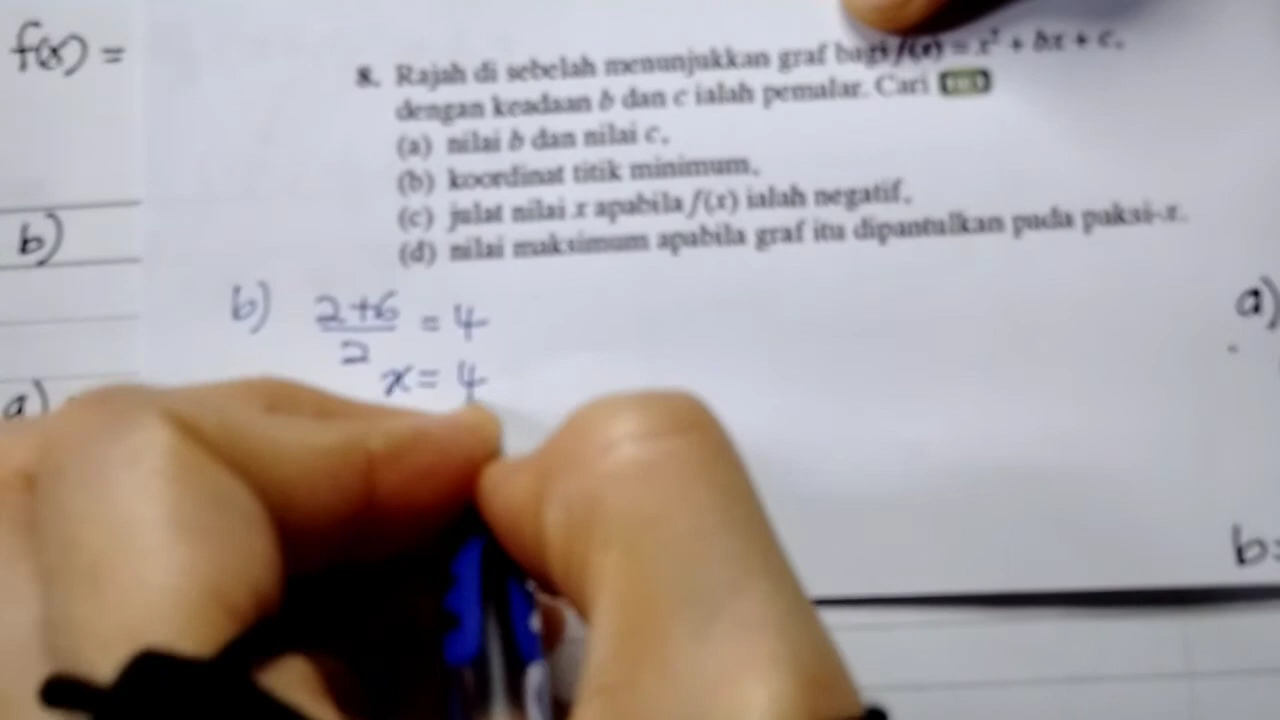 f(x) =
8. Rajah di sebelah menunjukkan graf bagi f(x) = x² + bx + c,
dengan keadaan b dan c ialah pemalar. Cari
(a) nilai b dan nilai c,
(b) koordinat titik minimum,
(c) julat nilai x apabila f(x) ialah negatif,
(d) nilai maksimum apabila graf itu dipantulkan pada paksi-x.
b)
b) 2+6/2 = 4
x = 4
a)
a)
b=